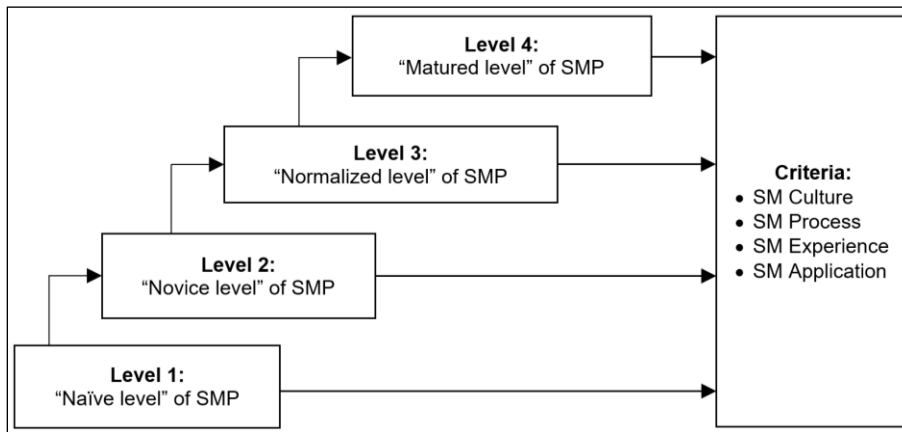 Level 4:
“Matured level” of SMP
Level 3:
“Normalized level” of SMP
Level 2:
“Novice level” of SMP
Level 1:
“Naïve level” of SMP
Criteria:
• SM Culture
• SM Process
• SM Experience
• SM Application